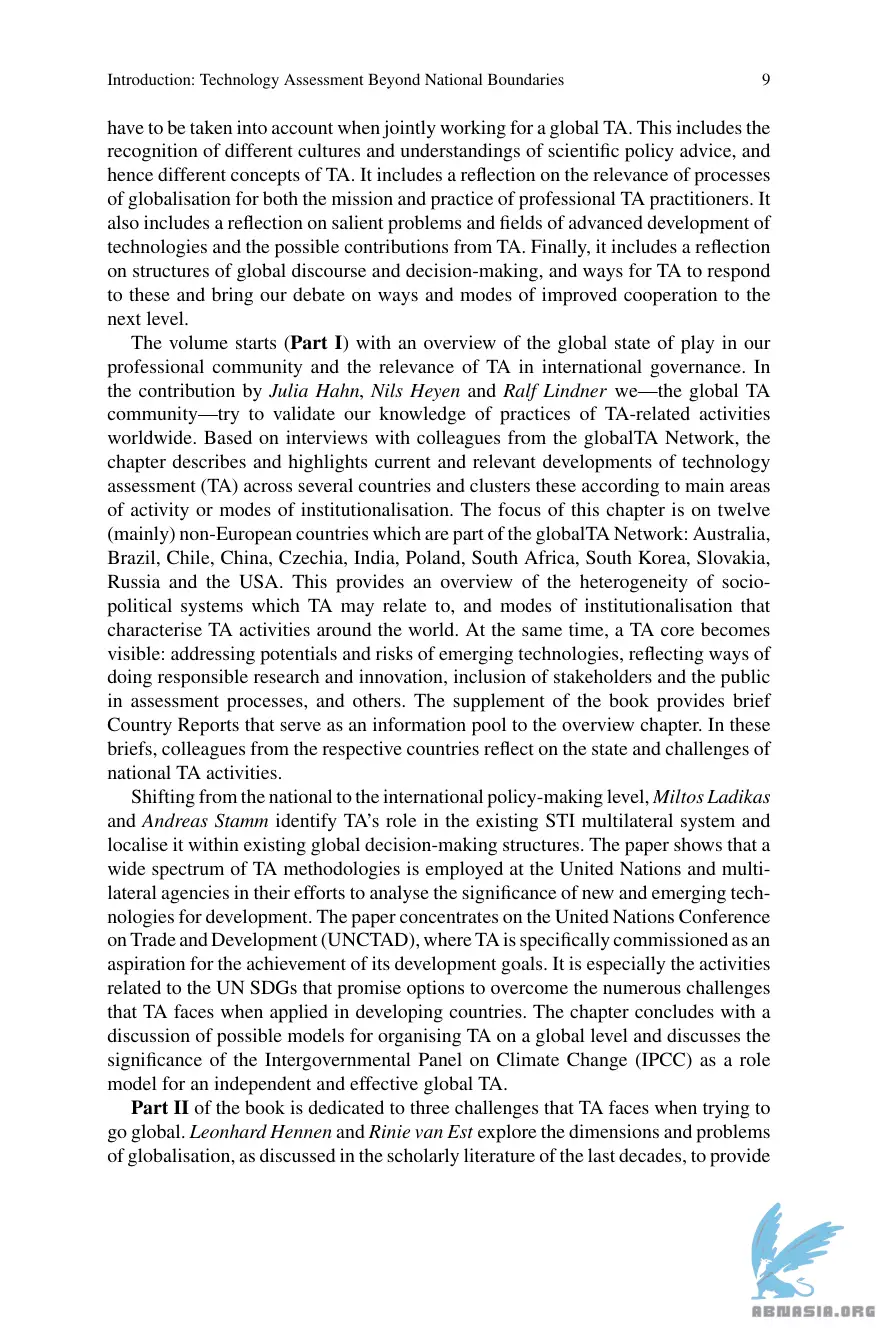 Introduction: Technology Assessment Beyond National Boundaries 9
have to be taken into account when jointly working for a global TA. This includes the
recognition of different cultures and understandings of scientific policy advice, and
hence different concepts of TA. It includes a reflection on the relevance of processes
of globalisation for both the mission and practice of professional TA practitioners. It
also includes a reflection on salient problems and fields of advanced development of
technologies and the possible contributions from TA. Finally, it includes a reflection
on structures of global discourse and decision-making, and ways for TA to respond
to these and bring our debate on ways and modes of improved cooperation to the
next level.
The volume starts (Part I) with an overview of the global state of play in our
professional community and the relevance of TA in international governance. In
the contribution by Julia Hahn, Nils Heyen and Ralf Lindner we—the global TA
community—try to validate our knowledge of practices of TA-related activities
worldwide. Based on interviews with colleagues from the globalTA Network, the
chapter describes and highlights current and relevant developments of technology
assessment (TA) across several countries and clusters these according to main areas
of activity or modes of institutionalisation. The focus of this chapter is on twelve
(mainly) non-European countries which are part of the globalTA Network: Australia,
Brazil, Chile, China, Czechia, India, Poland, South Africa, South Korea, Slovakia,
Russia and the USA. This provides an overview of the heterogeneity of socio-
political systems which TA may relate to, and modes of institutionalisation that
characterise TA activities around the world. At the same time, a TA core becomes
visible: addressing potentials and risks of emerging technologies, reflecting ways of
doing responsible research and innovation, inclusion of stakeholders and the public
in assessment processes, and others. The supplement of the book provides brief
Country Reports that serve as an information pool to the overview chapter. In these
briefs, colleagues from the respective countries reflect on the state and challenges of
national TA activities.
Shifting from the national to the international policy-making level, Miltos Ladikas
and Andreas Stamm identify TA's role in the existing STI multilateral system and
localise it within existing global decision-making structures. The paper shows that a
wide spectrum of TA methodologies is employed at the United Nations and multi-
lateral agencies in their efforts to analyse the significance of new and emerging tech-
nologies for development. The paper concentrates on the United Nations Conference
on Trade and Development (UNCTAD), where TA is specifically commissioned as an
aspiration for the achievement of its development goals. It is especially the activities
related to the UN SDGs that promise options to overcome the numerous challenges
that TA faces when applied in developing countries. The chapter concludes with a
discussion of possible models for organising TA on a global level and discusses the
significance of the Intergovernmental Panel on Climate Change (IPCC) as a role
model for an independent and effective global TA.
Part II of the book is dedicated to three challenges that TA faces when trying to
go global. Leonhard Hennen and Rinie van Est explore the dimensions and problems
of globalisation, as discussed in the scholarly literature of the last decades, to provide
ABNASIA.ORG